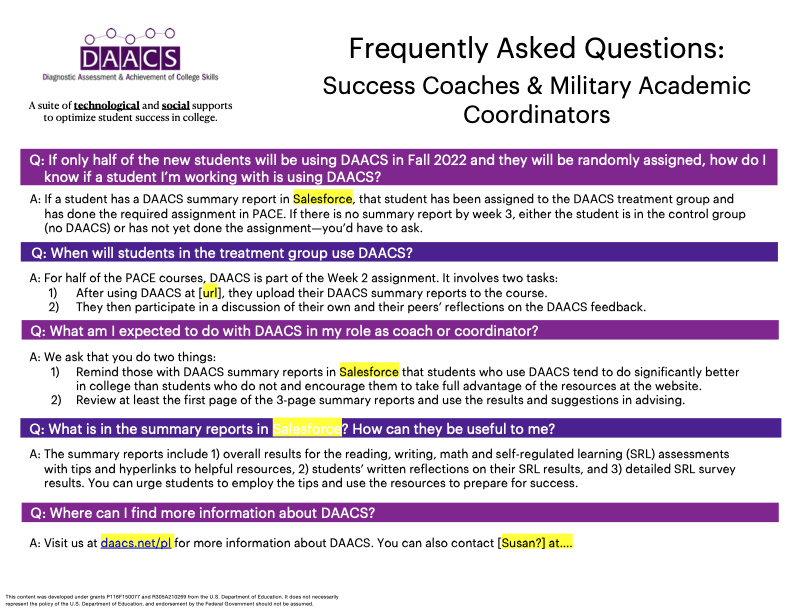 DAACS
Diagnostic Assessment & Achievement of College Skills
A suite of technological and social supports
to optimize student success in college.
Frequently Asked Questions:
Success Coaches & Military Academic
Coordinators
Q: If only half of the new students will be using DAACS in Fall 2022 and they will be randomly assigned, how do I
know if a student I'm working with is using DAACS?
A: If a student has a DAACS summary report in Salesforce, that student has been assigned to the DAACS treatment group and
has done the required assignment in PACE. If there is no summary report by week 3, either the student is in the control group
(no DAACS) or has not yet done the assignment—you'd have to ask.
Q: When will students in the treatment group use DAACS?
A: For half of the PACE courses, DAACS is part of the Week 2 assignment. It involves two tasks:
1) After using DAACS at [url], they upload their DAACS summary reports to the course.
2) They then participate in a discussion of their own and their peers' reflections on the DAACS feedback.
Q: What am I expected to do with DAACS in my role as coach or coordinator?
A: We ask that you do two things:
1) Remind those with DAACS summary reports in Salesforce that students who use DAACS tend to do significantly better
in college than students who do not and encourage them to take full advantage of the resources at the website.
2) Review at least the first page of the 3-page summary reports and use the results and suggestions in advising.
Q: What is in the summary reports in Salesforce? How can they be useful to me?
A: The summary reports include 1) overall results for the reading, writing, math and self-regulated learning (SRL) assessments
with tips and hyperlinks to helpful resources, 2) students' written reflections on their SRL results, and 3) detailed SRL survey
results. You can urge students to employ the tips and use the resources to prepare for success.
Q: Where can I find more information about DAACS?
A: Visit us at daacs.net/pl for more information about DAACS. You can also contact [Susan?] at....
This content was developed under grants P116F150077 and R305A210269 from the U.S. Department of Education. It does not necessarily
represent the policy of the U.S. Department of Education, and endorsement by the Federal Government should not be assumed.